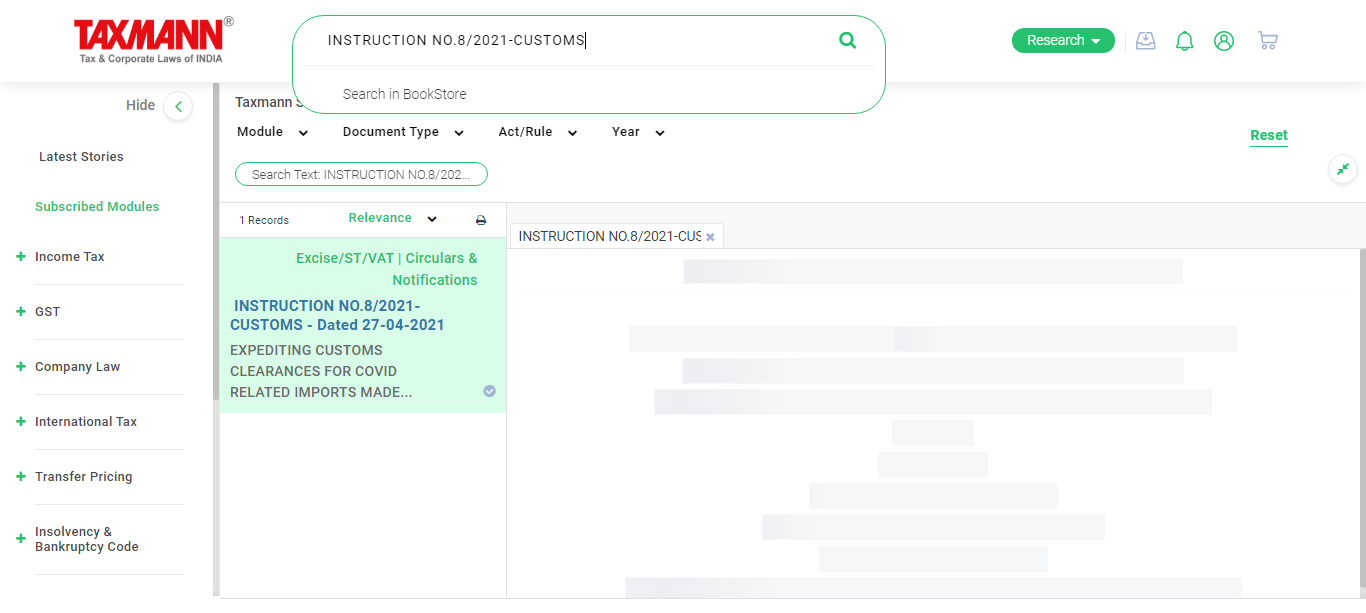 TAXMANN®
Tax & Corporate Laws of INDIA
INSTRUCTION NO.8/2021-CUSTOMS
Search in BookStore
Research
Hide
Latest Stories
Subscribed Modules
Income Tax
GST
Company Law
International Tax
Transfer Pricing
Insolvency &
Bankruptcy Code
Taxmann S
Module
Document Type
Act/Rule
Year
Reset
Search Text: INSTRUCTION NO.8/202...
1 Records
Relevance
Excise/ST/VAT | Circulars &
Notifications
INSTRUCTION NO.8/2021-
CUSTOMS - Dated 27-04-2021
EXPEDITING CUSTOMS
CLEARANCES FOR COVID
RELATED IMPORTS MADE...
INSTRUCTION NO.8/2021-CUS